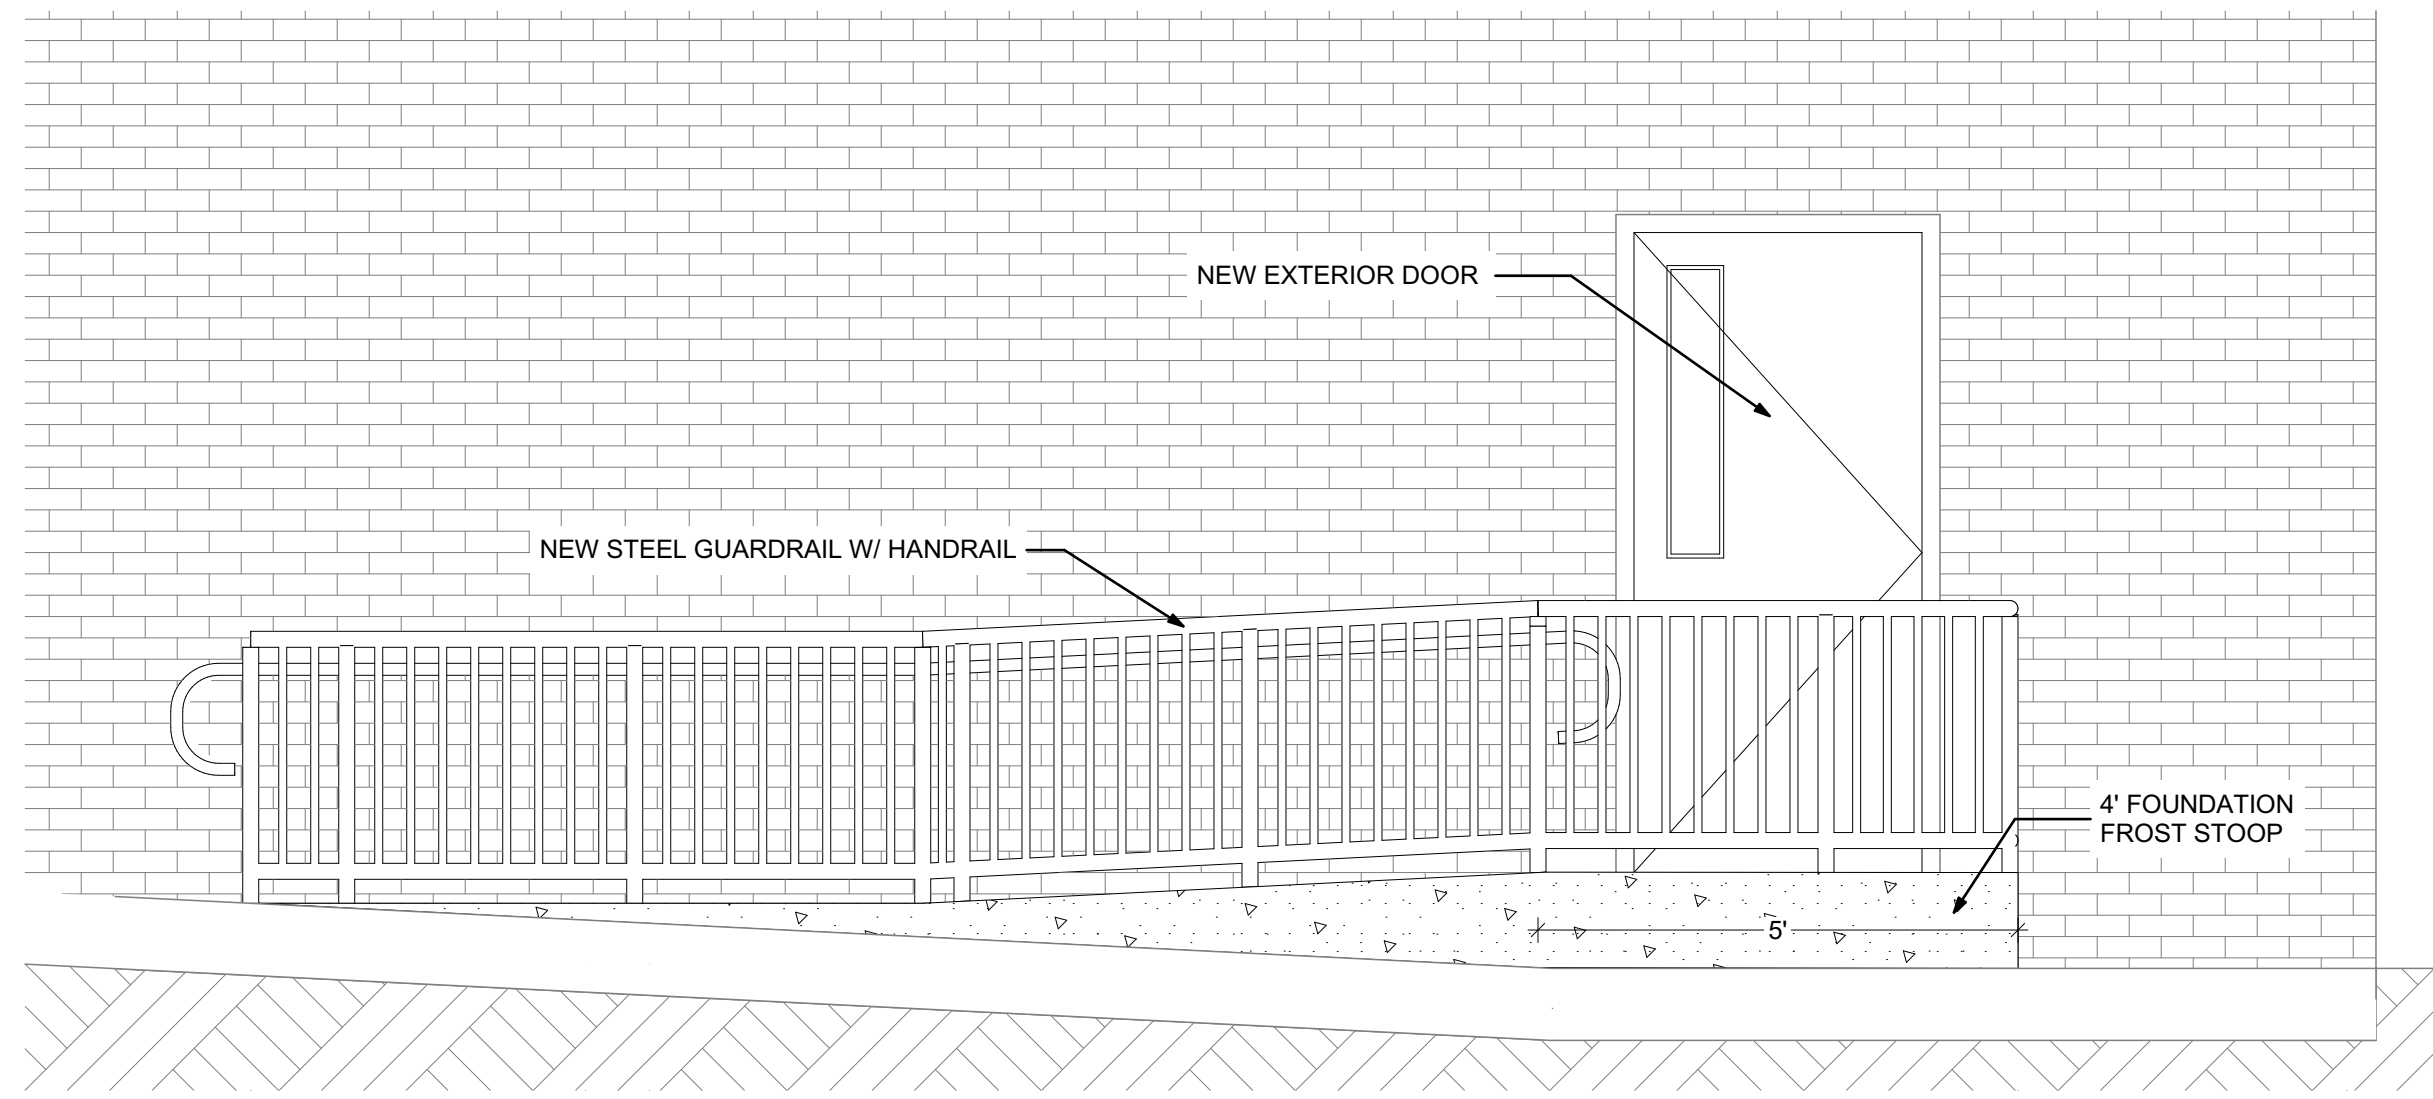 NEW EXTERIOR DOOR
NEW STEEL GUARDRAIL W/ HANDRAIL
4' FOUNDATION
FROST STOOP
5'